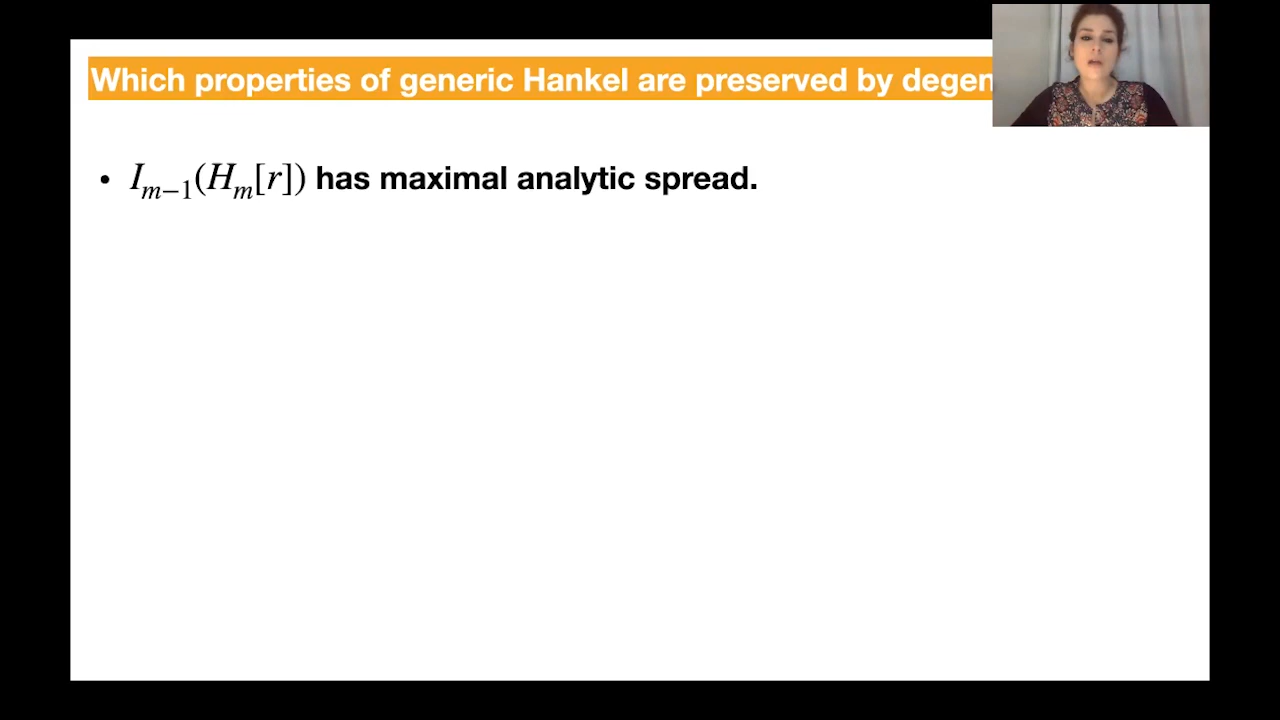 Which properties of generic Hankel are preserved by degen
• I_{m−1}(H_m[r]) has maximal analytic spread.